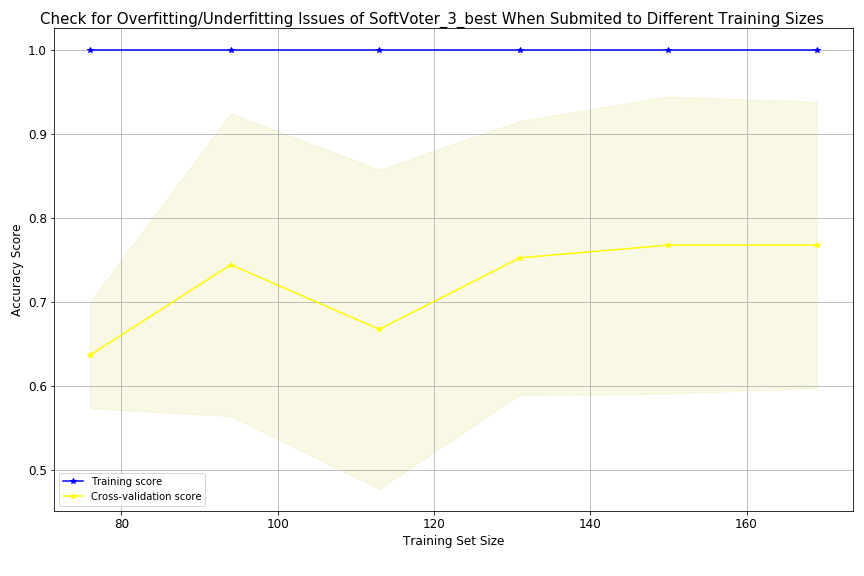 Check for Overfitting/Underfitting Issues of SoftVoter_3_best When Submited to Different Training Sizes
1.0
0.9
0.8
0.7
0.6
0.5
Accuracy Score
Training score
Cross-validation score
80
100
120
140
160
Training Set Size